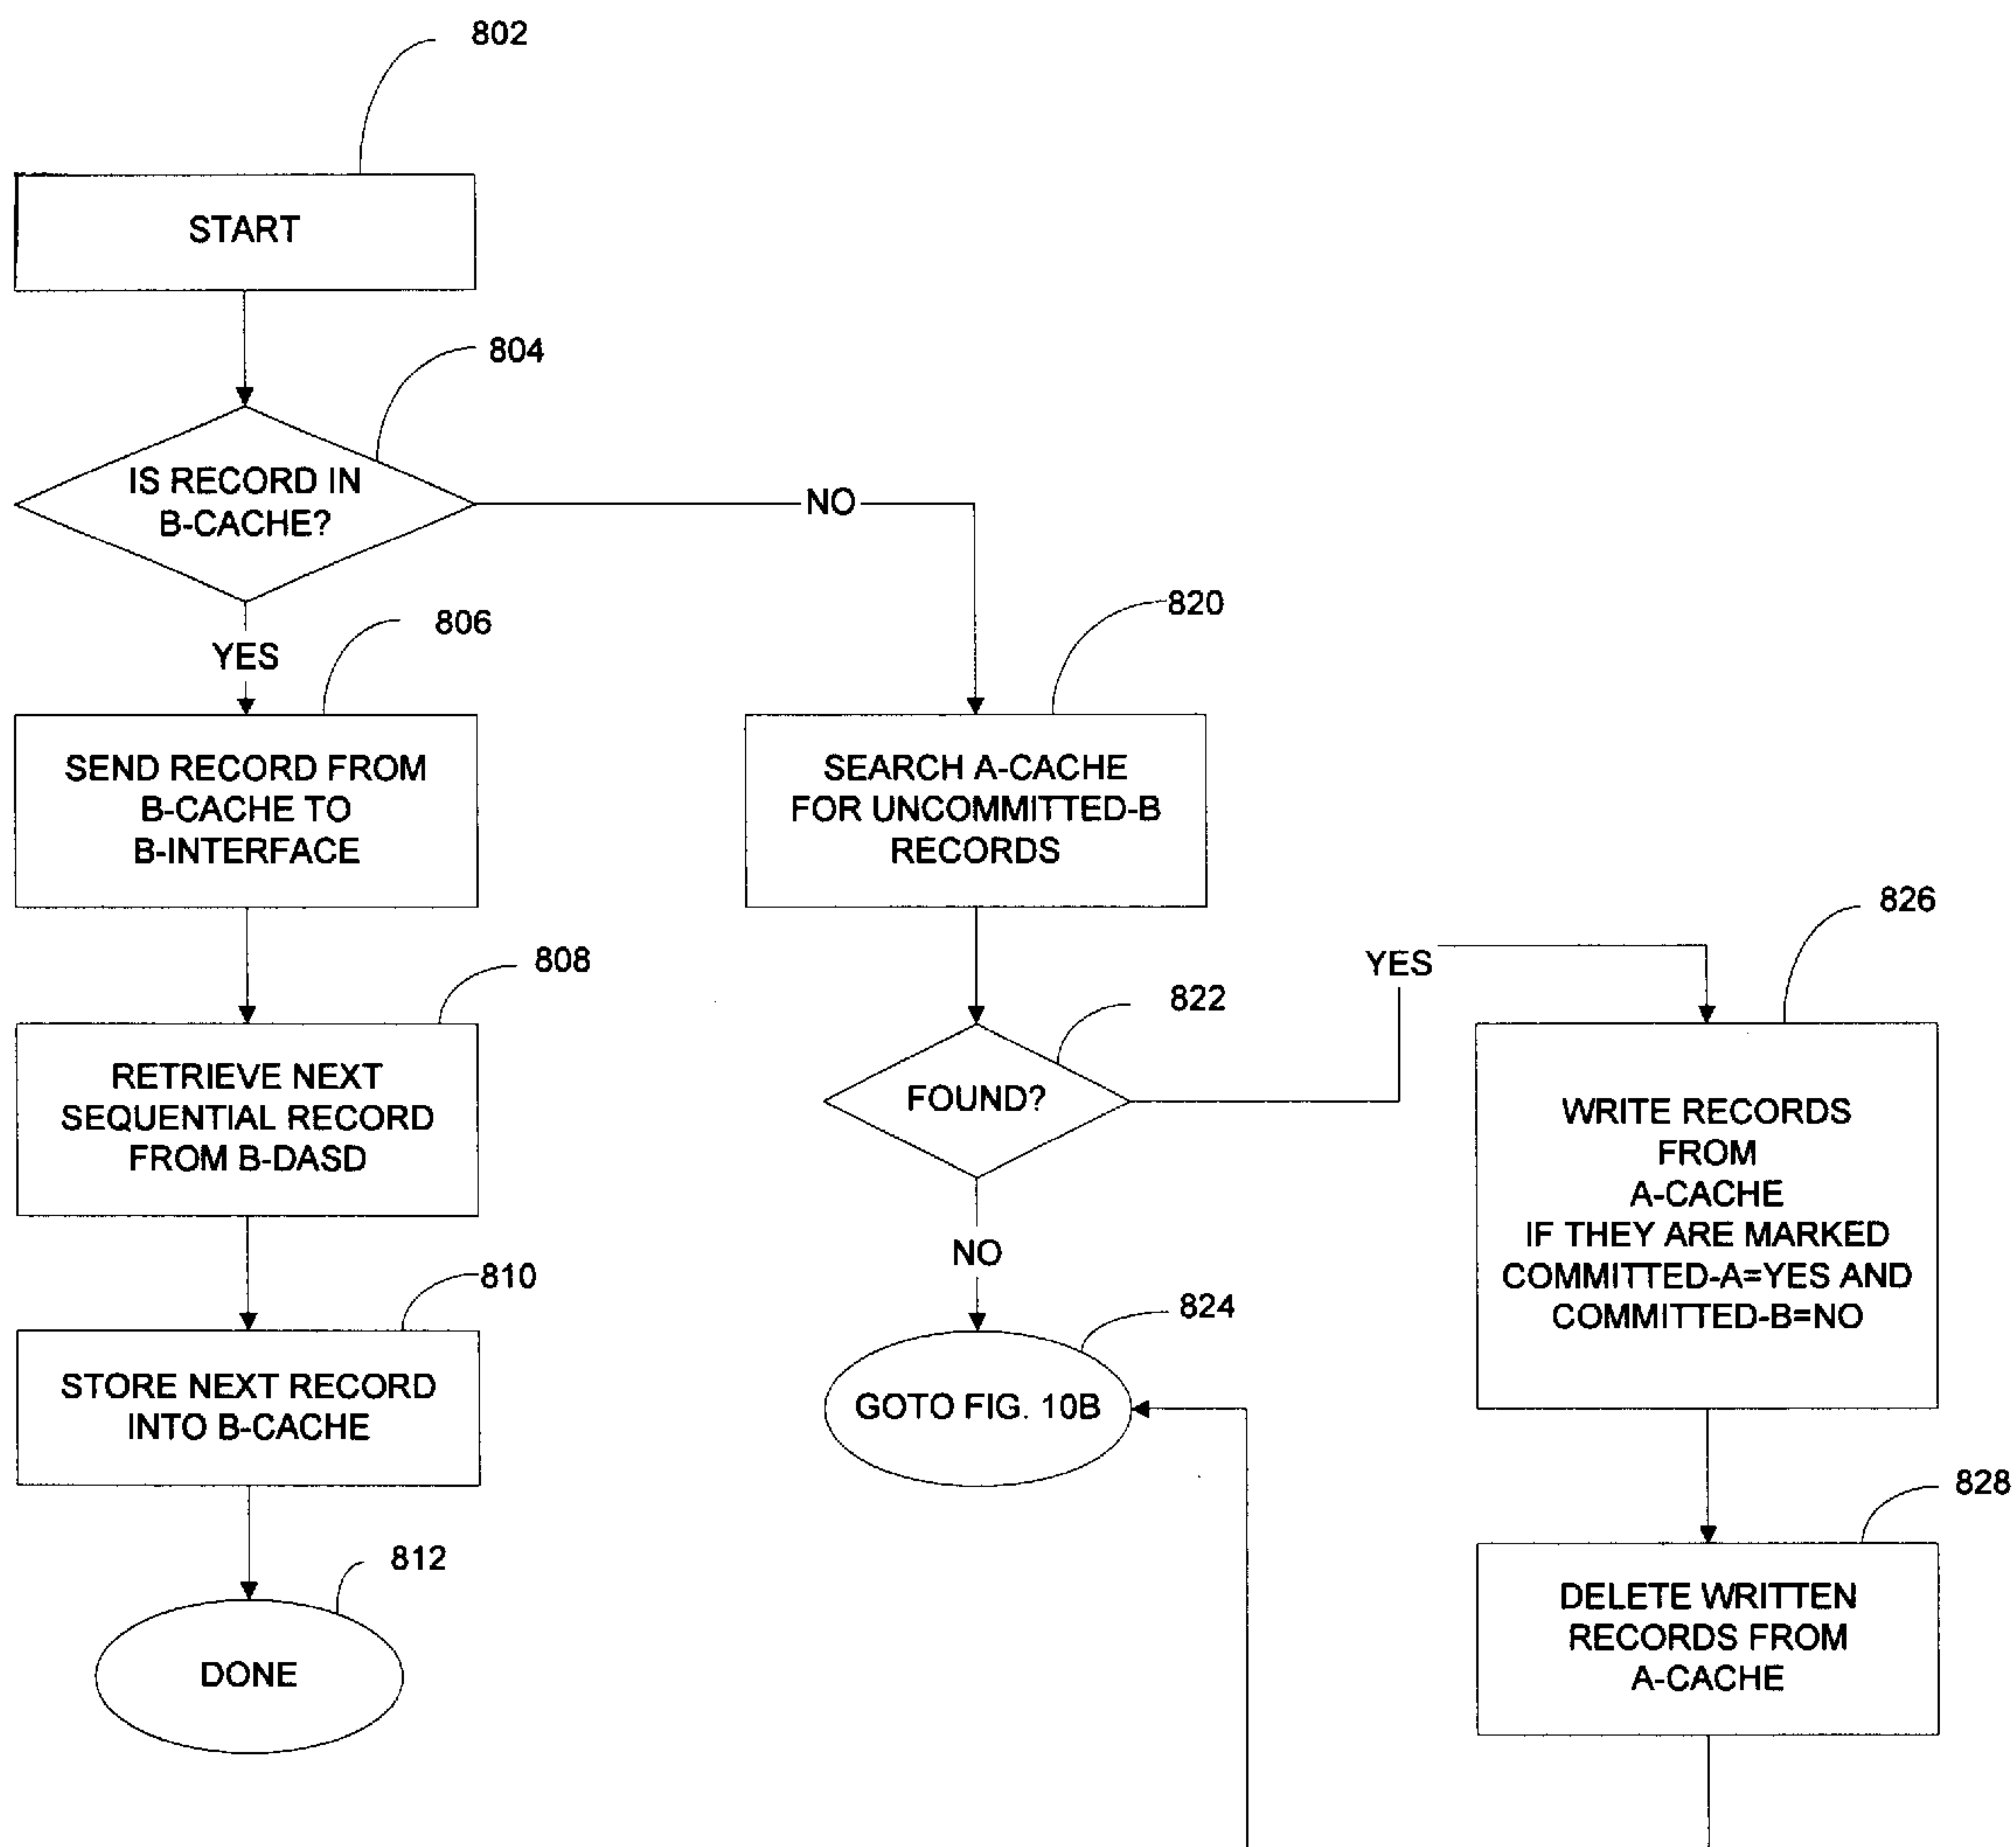 802
START
804
IS RECORD IN
B-CACHE?
NO
YES
806
SEND RECORD FROM
B-CACHE TO
B-INTERFACE
808
RETRIEVE NEXT
SEQUENTIAL RECORD
FROM B-DASD
810
STORE NEXT RECORD
INTO B-CACHE
812
DONE
820
SEARCH A-CACHE
FOR UNCOMMITTED-B
RECORDS
822
FOUND?
YES
NO
824
GOTO FIG. 10B
826
WRITE RECORDS
FROM
A-CACHE
IF THEY ARE MARKED
COMMITTED-A=YES AND
COMMITTED-B=NO
828
DELETE WRITTEN
RECORDS FROM
A-CACHE